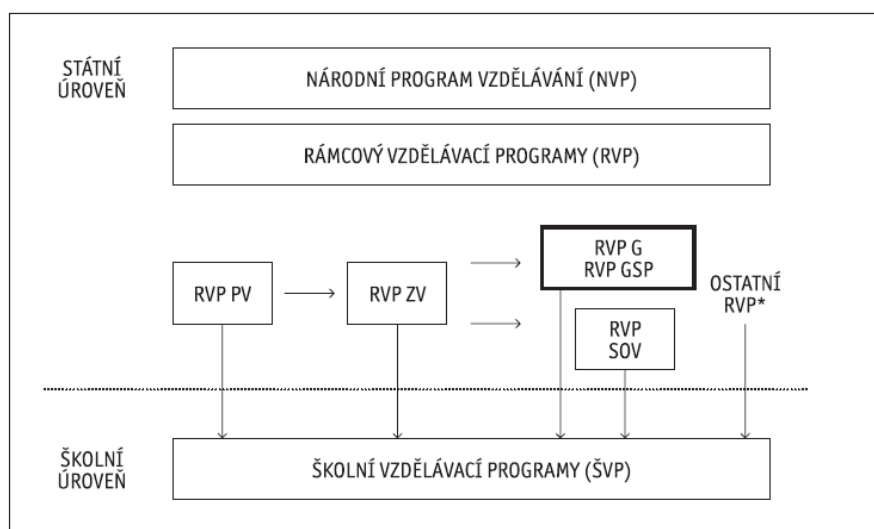 STÁTNÍ
ÚROVEŇ
NÁRODNÍ PROGRAM VZDĚLÁVÁNÍ (NVP)
RÁMCOVÝ VZDĚLÁVACÍ PROGRAMY (RVP)
RVP PV
RVP ZV
RVP G
RVP GSP
RVP
SOV
OSTATNÍ
RVP*
ŠKOLNÍ
ÚROVEŇ
ŠKOLNÍ VZDĚLÁVACÍ PROGRAMY (ŠVP)